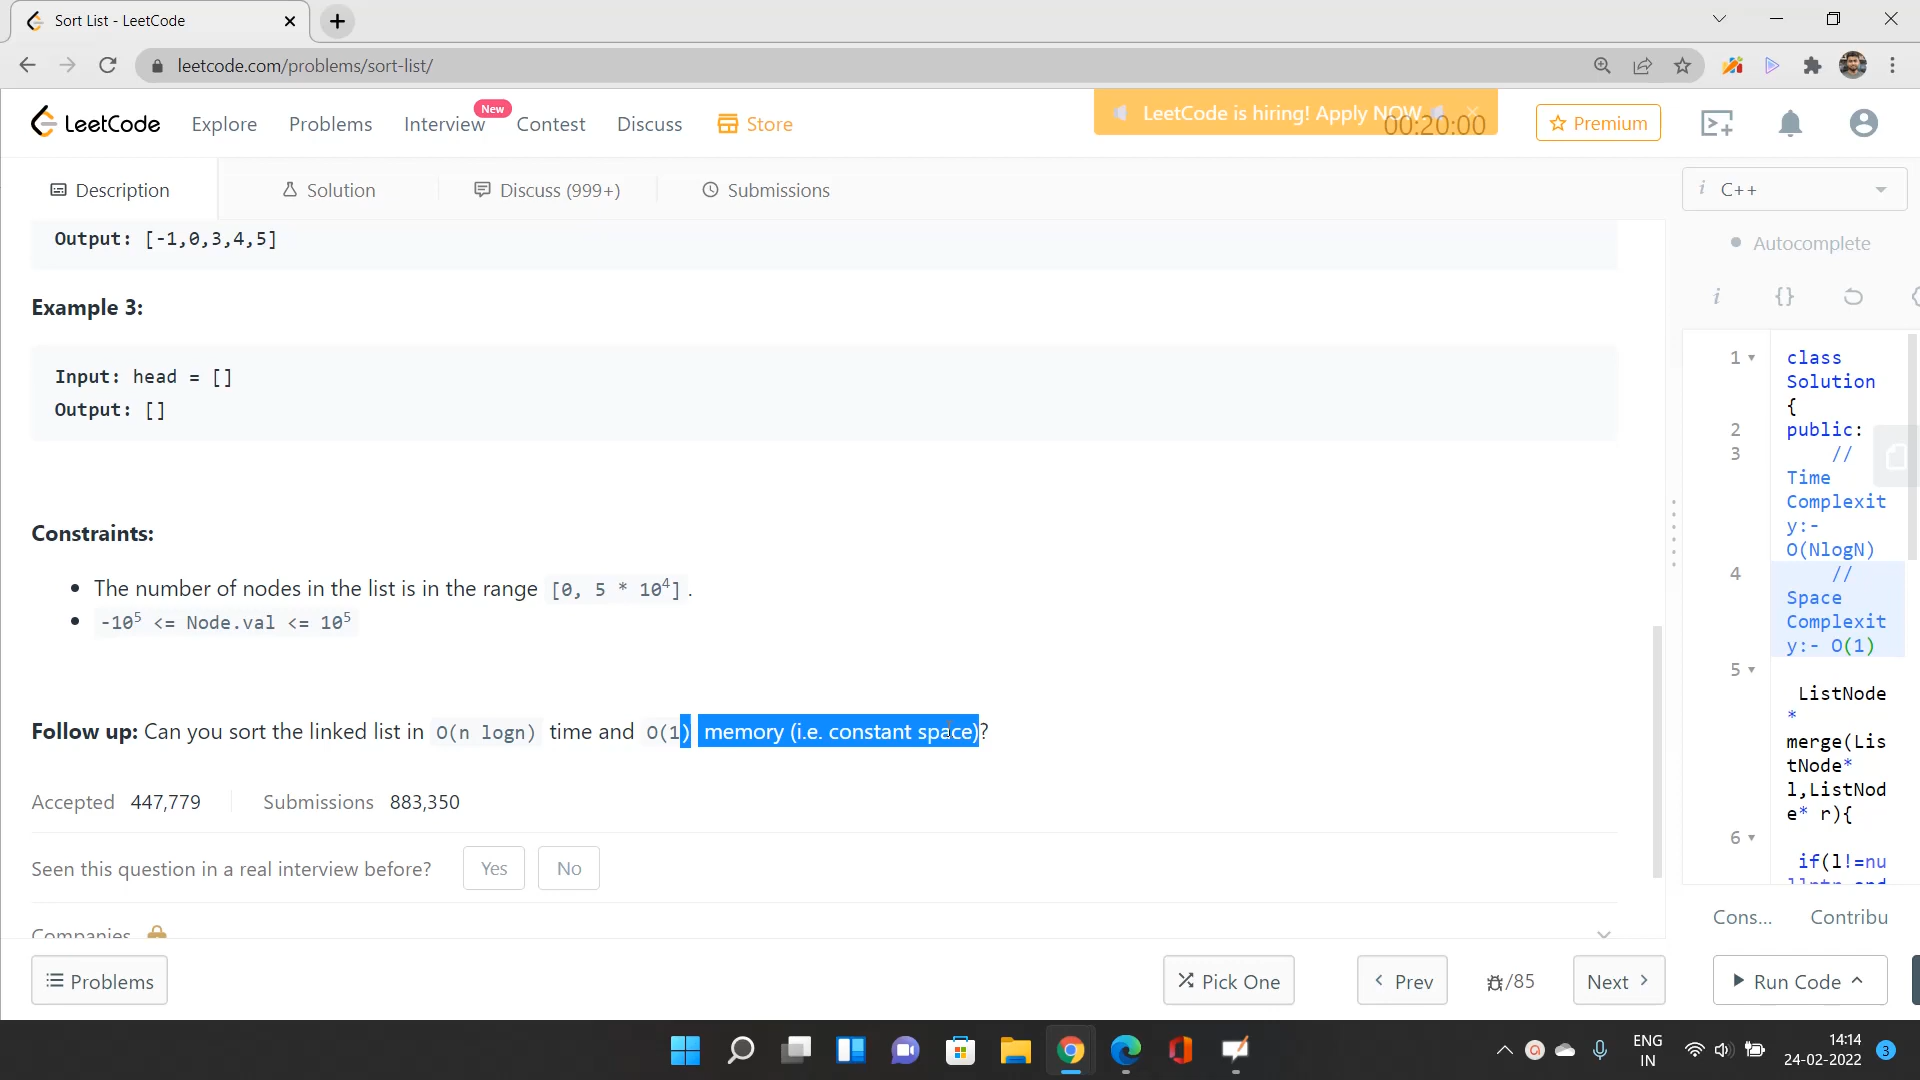 Sort List - LeetCode
leetcode.com/problems/sort-list/
LeetCode
Explore
Problems
New
Interview
Contest
Discuss
Store
LeetCode is hiring! Apply NOW
00:20:00
Premium
Description
Solution
Discuss (999+)
Submissions
i C++
Autocomplete
i {}
Output: [-1,0,3,4,5]
Example 3:
Input: head = []
Output: []
Constraints:
The number of nodes in the list is in the range [0, 5 * 10⁴].
-10⁵ <= Node.val <= 10⁵
Follow up: Can you sort the linked list in O(n logn) time and O(1) memory (i.e. constant space)?
Accepted 447,779 Submissions 883,350
Seen this question in a real interview before? Yes No
Companies
1 class
Solution
{
2 public:
3 //
Time
Complexit
y:-
O(NlogN)
4 //
Space
Complexit
y:- O(1)
5
ListNode
*
merge(Lis
tNode*
l,ListNod
e* r){
6
if(l!=nu
llptr and
Cons...
Contribu
Problems
Pick One
Prev
/85
Next
Run Code
ENG
IN
14:14
24-02-2022
3